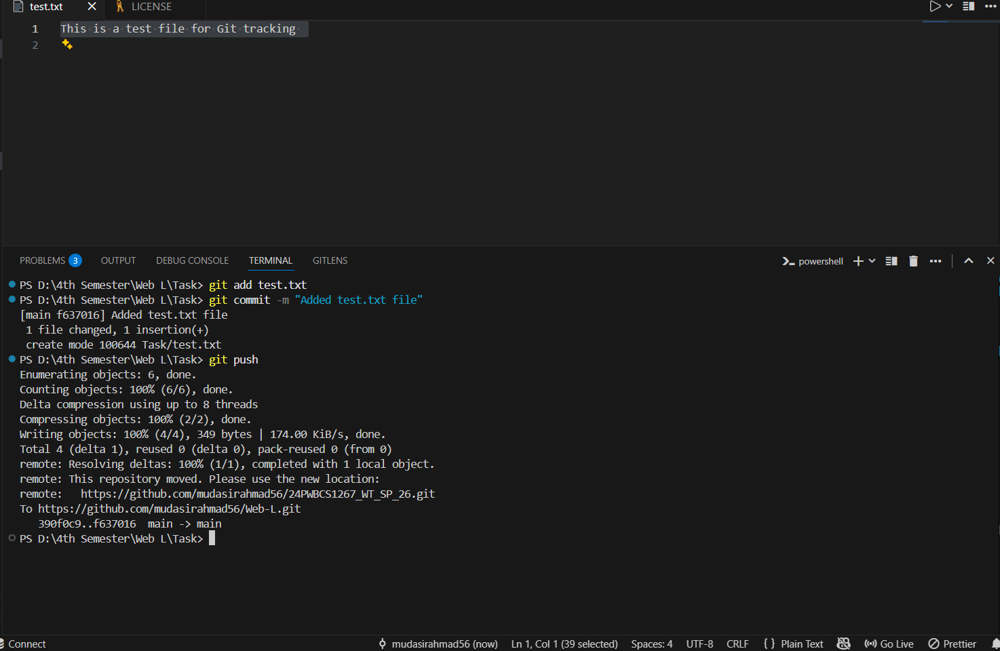 test.txt LICENSE
1 This is a test file for Git tracking
2
PROBLEMS 3 OUTPUT DEBUG CONSOLE TERMINAL GITLENS powershell
PS D:\4th Semester\Web L\Task> git add test.txt
PS D:\4th Semester\Web L\Task> git commit -m "Added test.txt file"
[main f637016] Added test.txt file
 1 file changed, 1 insertion(+)
 create mode 100644 Task/test.txt
PS D:\4th Semester\Web L\Task> git push
Enumerating objects: 6, done.
Counting objects: 100% (6/6), done.
Delta compression using up to 8 threads
Compressing objects: 100% (2/2), done.
Writing objects: 100% (4/4), 349 bytes | 174.00 KiB/s, done.
Total 4 (delta 1), reused 0 (delta 0), pack-reused 0 (from 0)
remote: Resolving deltas: 100% (1/1), completed with 1 local object.
remote: This repository moved. Please use the new location:
remote:   https://github.com/mudasirahmad56/24PWBCS1267_WT_SP_26.git
To https://github.com/mudasirahmad56/Web-L.git
   390f0c9..f637016  main -> main
PS D:\4th Semester\Web L\Task>
Connect mudasirahmad56 (now) Ln 1, Col 1 (39 selected) Spaces: 4 UTF-8 CRLF {} Plain Text Go Live Prettier